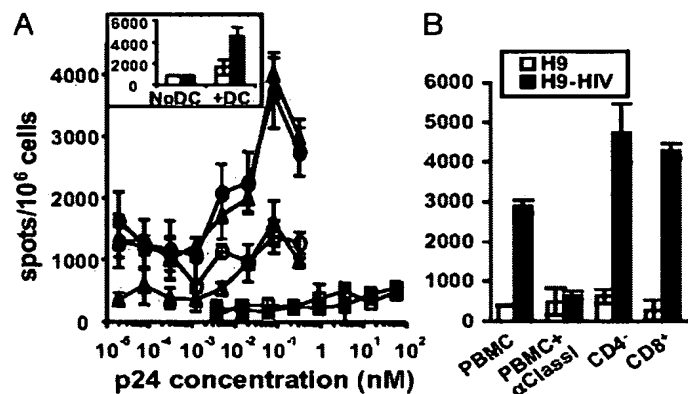 A
6000
4000
2000
0
NoDC +DC
4000
3000
2000
1000
0
spots/10⁶ cells
10⁻⁵ 10⁻⁴ 10⁻³ 10⁻² 10⁻¹ 1 10¹ 10²
p24 concentration (nM)
B
H9
H9-HIV
6000
5000
4000
3000
2000
1000
0
PBMC
PBMC+
αClassI
CD4⁻
CD8⁺